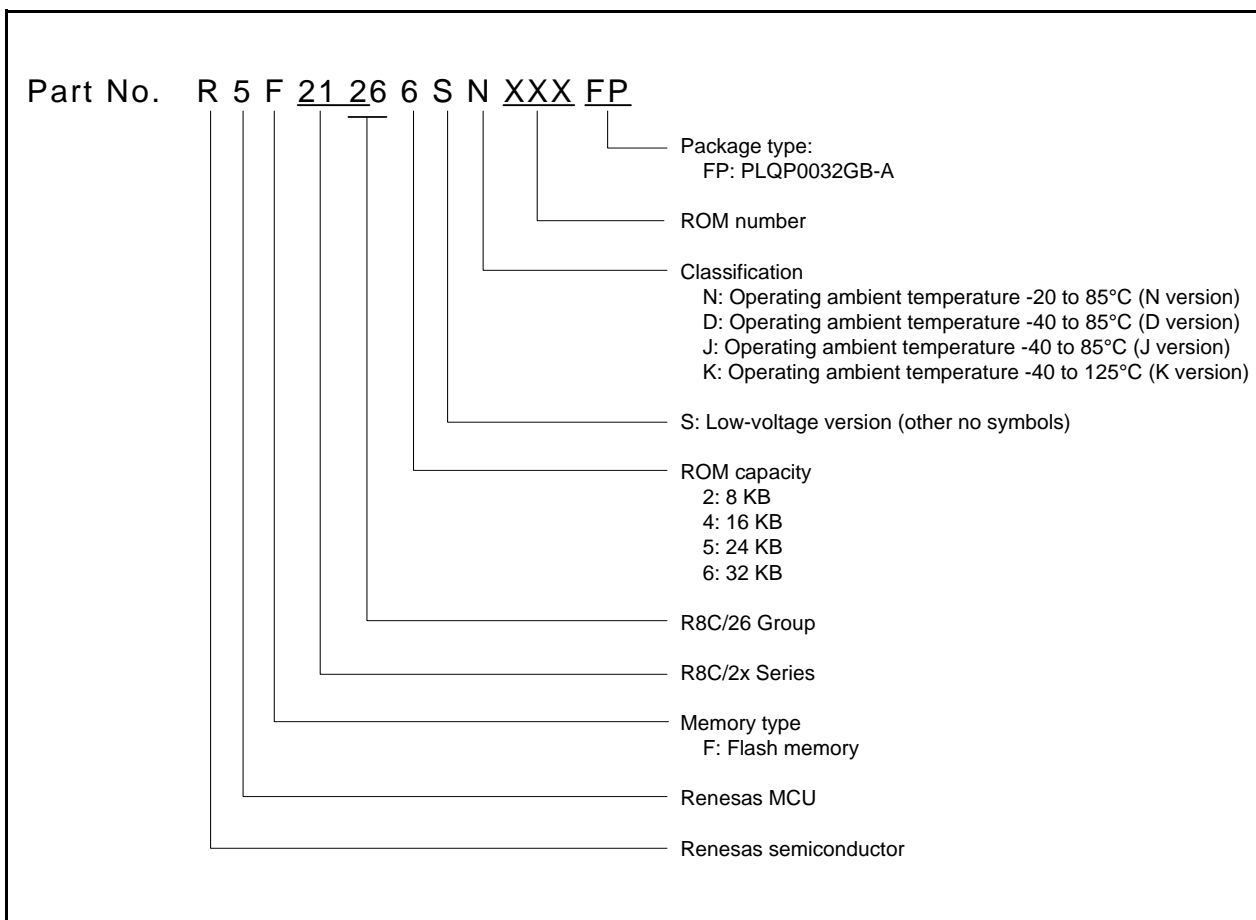 Part No. R 5 F 21 26 6 S N XXX FP
Package type:
FP: PLQP0032GB-A
ROM number
Classification
N: Operating ambient temperature -20 to 85°C (N version)
D: Operating ambient temperature -40 to 85°C (D version)
J: Operating ambient temperature -40 to 85°C (J version)
K: Operating ambient temperature -40 to 125°C (K version)
S: Low-voltage version (other no symbols)
ROM capacity
2: 8 KB
4: 16 KB
5: 24 KB
6: 32 KB
R8C/26 Group
R8C/2x Series
Memory type
F: Flash memory
Renesas MCU
Renesas semiconductor